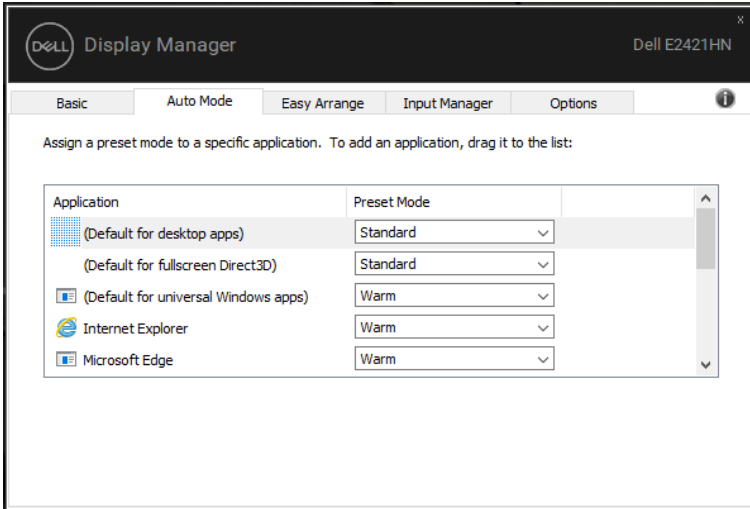 DELL Display Manager Dell E2421HN
x
Basic Auto Mode Easy Arrange Input Manager Options i
Assign a preset mode to a specific application. To add an application, drag it to the list:
Application Preset Mode
(Default for desktop apps) Standard
(Default for fullscreen Direct3D) Standard
(Default for universal Windows apps) Warm
Internet Explorer Warm
Microsoft Edge Warm